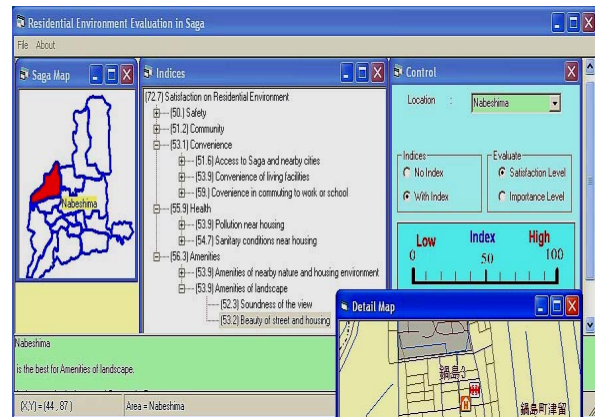 Residential Environment Evaluation in Saga
File About
Saga Map
Nabeshima
Indices
(72.7) Satisfaction on Residential Environment
(50.) Safety
(51.2) Community
(53.1) Convenience
(51.6) Access to Saga and nearby cities
(53.9) Convenience of living facilities
(59.) Covenience in commuting to work or school
(55.9) Health
(53.9) Pollution near housing
(54.7) Sanitary conditions near housing
(56.3) Amenities
(53.9) Amenities of nearby nature and housing environment
(53.9) Amenities of landscape
(52.3) Soundness of the view
(53.2) Beauty of street and housing
Control
Location : Nabeshima
Indices
No Index
With Index
Evaluate
Satisfaction Level
Importance Level
Low Index High
0 50 100
Detail Map
鍋島3
鍋島町津留
Nabeshima
is the best for Amenities of landscape.
(X,Y) = (44 , 87 )
Area = Nabeshima